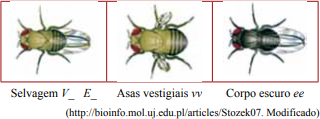 Selvagem V_ E_ Asas vestigiais vv Corpo escuro ee
(http://bioinfo.mol.uj.edu.pl/articles/Stozek07. Modificado)